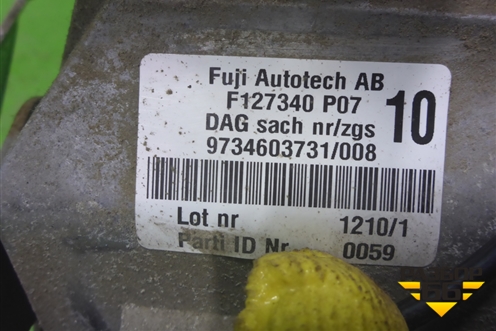 Fuji Autotech AB
F127340 P07
DAG sach nr/zgs 10
9734603731/008
Lot nr 1210/1
Parti ID Nr 0059